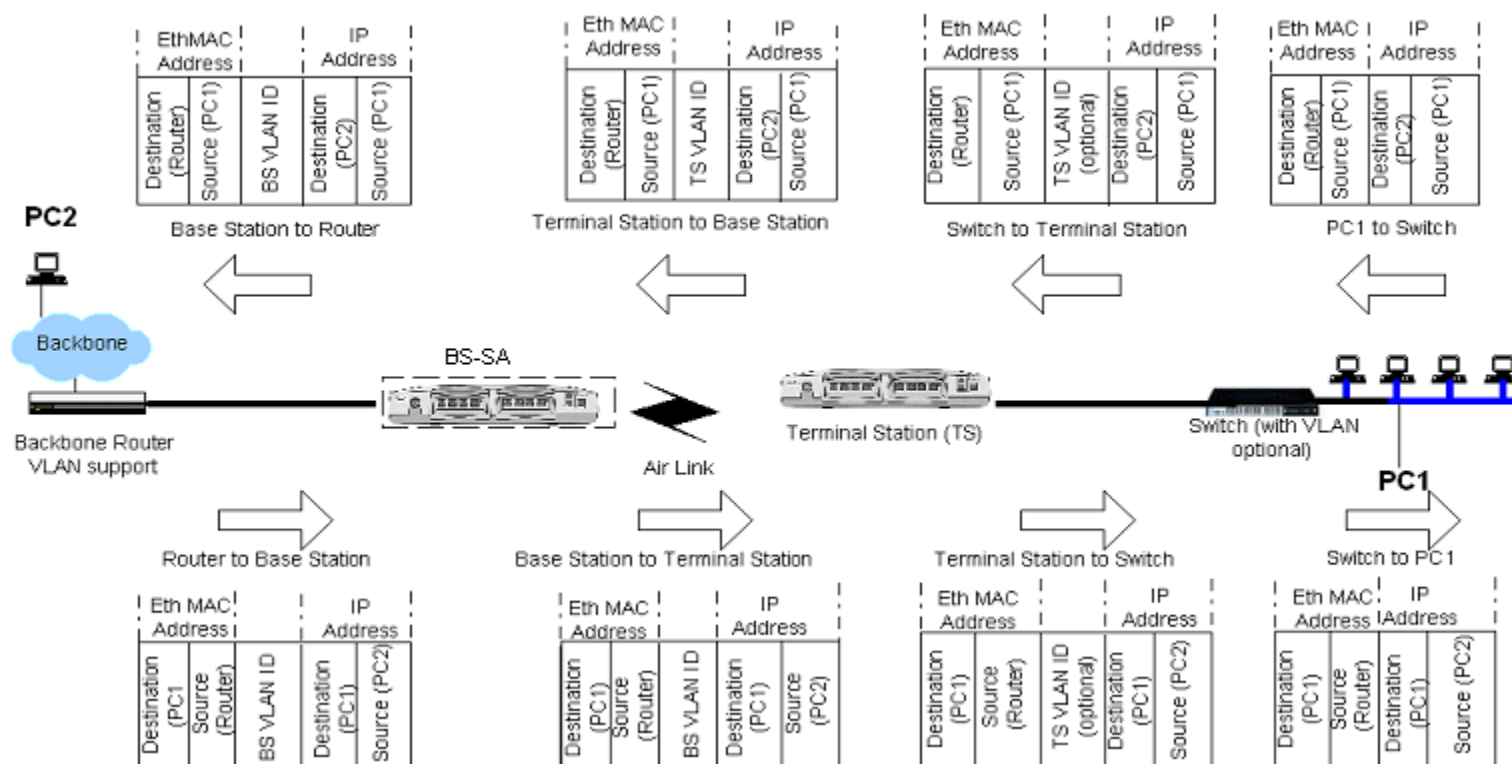 EthMAC
Address
IP
Address
Destination
(Router)
Source (PC1)
BS VLAN ID
Destination
(PC2)
Source (PC1)
Base Station to Router
Eth MAC
Address
IP
Address
Destination
(Router)
Source (PC1)
TS VLAN ID
Destination
(PC2)
Source (PC1)
Terminal Station to Base Station
Eth MAC
Address
IP
Address
Destination
(Router)
Source (PC1)
TS VLAN ID
(optional)
Destination
(PC2)
Source (PC1)
Switch to Terminal Station
Eth MAC
Address
IP
Address
Destination
(Router)
Source (PC1)
Destination
(PC2)
Source (PC1)
PC1 to Switch
PC2
Backbone
Backbone Router
VLAN support
BS-SA
Air Link
Terminal Station (TS)
Switch (with VLAN
optional)
PC1
Router to Base Station
Eth MAC
Address
IP
Address
Destination
(PC1
Source
(Router)
BS VLAN ID
Destination
(PC1)
Source (PC2)
Base Station to Terminal Station
Eth MAC
Address
IP
Address
Destination
(PC1)
Source
(Router)
BS VLAN ID
Destination
(PC1)
Source
(PC2)
Terminal Station to Switch
Eth MAC
Address
IP
Address
Destination
(PC1)
Source
(Router)
TS VLAN ID
(optional)
Destination
(PC1)
Source (PC2)
Switch to PC1
Eth MAC
Address
IP
Address
Destination
(PC1)
Source
(Router)
Destination
(PC1)
Source (PC2)